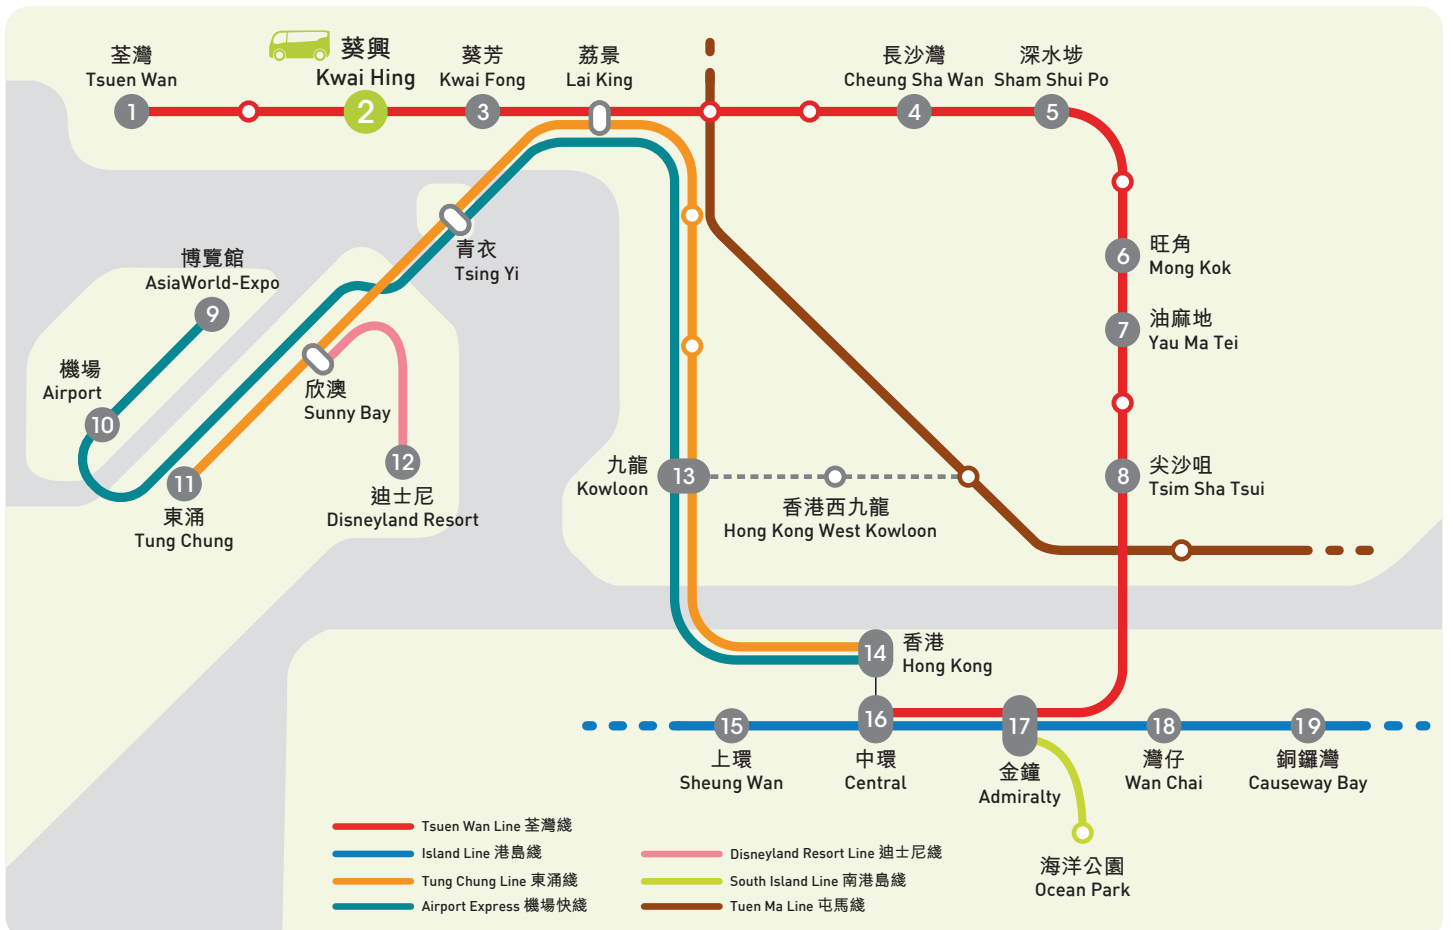 荃灣
Tsuen Wan
1
葵興
Kwai Hing
2
葵芳
Kwai Fong
3
荔景
Lai King
長沙灣
Cheung Sha Wan
4
深水埗
Sham Shui Po
5
旺角
Mong Kok
6
油麻地
Yau Ma Tei
7
尖沙咀
Tsim Sha Tsui
8
青衣
Tsing Yi
博覽館
AsiaWorld-Expo
9
機場
Airport
10
欣澳
Sunny Bay
11
東涌
Tung Chung
12
迪士尼
Disneyland Resort
九龍
Kowloon
13
香港西九龍
Hong Kong West Kowloon
14
香港
Hong Kong
15
上環
Sheung Wan
16
中環
Central
17
金鐘
Admiralty
18
灣仔
Wan Chai
19
銅鑼灣
Causeway Bay
海洋公園
Ocean Park
Tsuen Wan Line 荃灣綫
Island Line 港島綫
Tung Chung Line 東涌綫
Airport Express 機場快綫
Disneyland Resort Line 迪士尼綫
South Island Line 南港島綫
Tuen Ma Line 屯馬綫